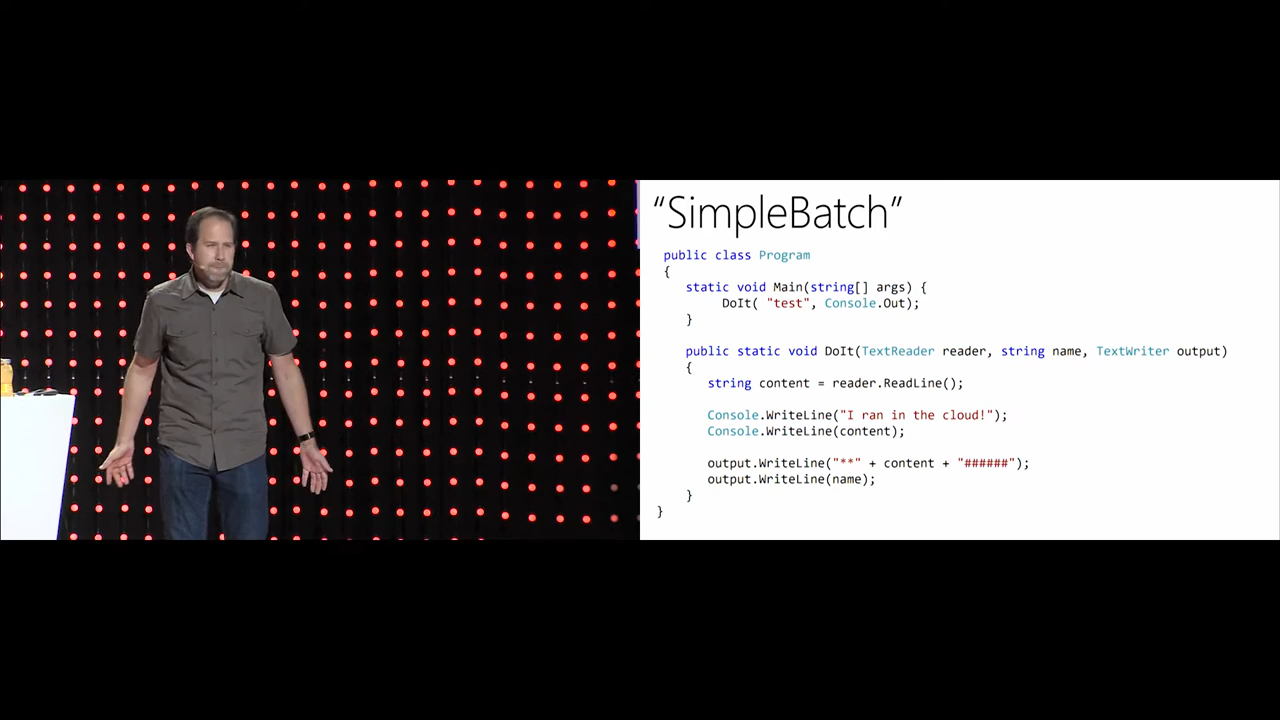 “SimpleBatch”
public class Program
{
static void Main(string[] args) {
DoIt( "test", Console.Out);
}
public static void DoIt(TextReader reader, string name, TextWriter output)
{
string content = reader.ReadLine();
Console.WriteLine("I ran in the cloud!");
Console.WriteLine(content);
output.WriteLine("**" + content + "######");
output.WriteLine(name);
}
}